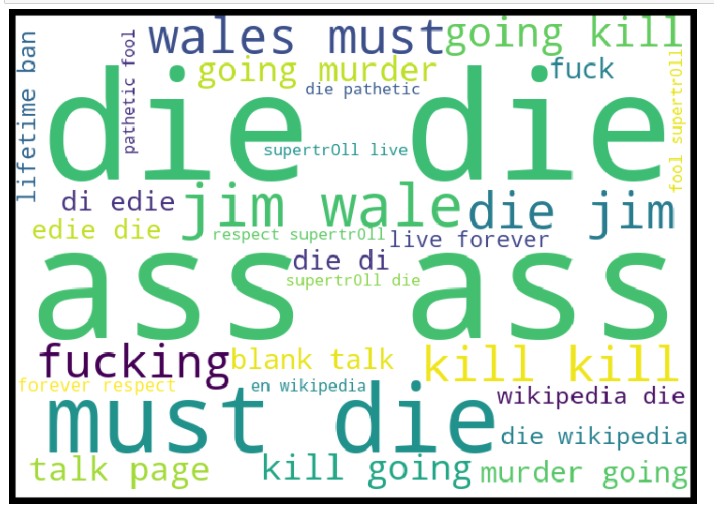 lifetime ban
pathetic fool
wales must
going kill
going murder
fuck
die pathetic
die die
supertr0ll live
fool supertr0ll
di edie
jim wale
die jim
edie die
respect supertr0ll
live forever
die di
supertr0ll die
ass ass
fucking
blank talk
kill kill
forever respect
en wikipedia
must die
wikipedia die
die wikipedia
talk page
kill going
murder going